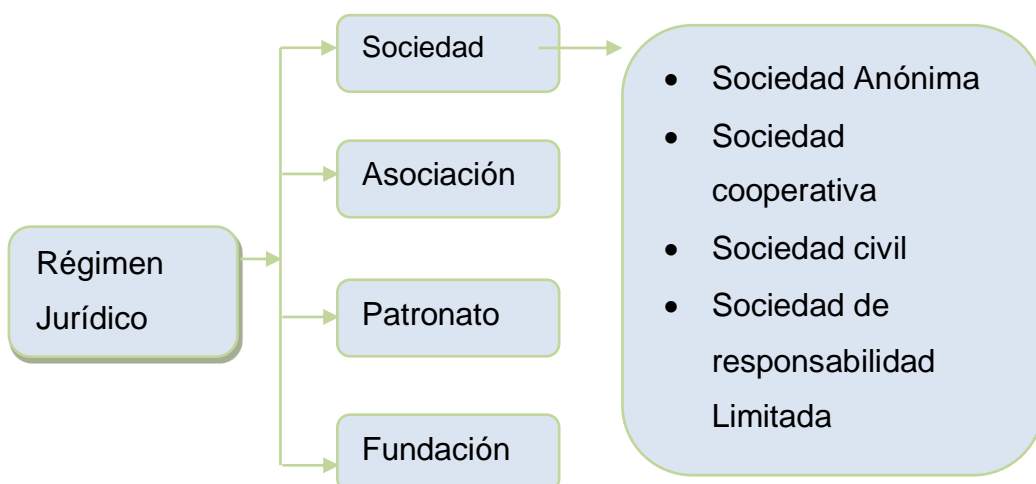 Régimen
Jurídico
Sociedad
Asociación
Patronato
Fundación
• Sociedad Anónima
• Sociedad
cooperativa
• Sociedad civil
• Sociedad de
responsabilidad
Limitada